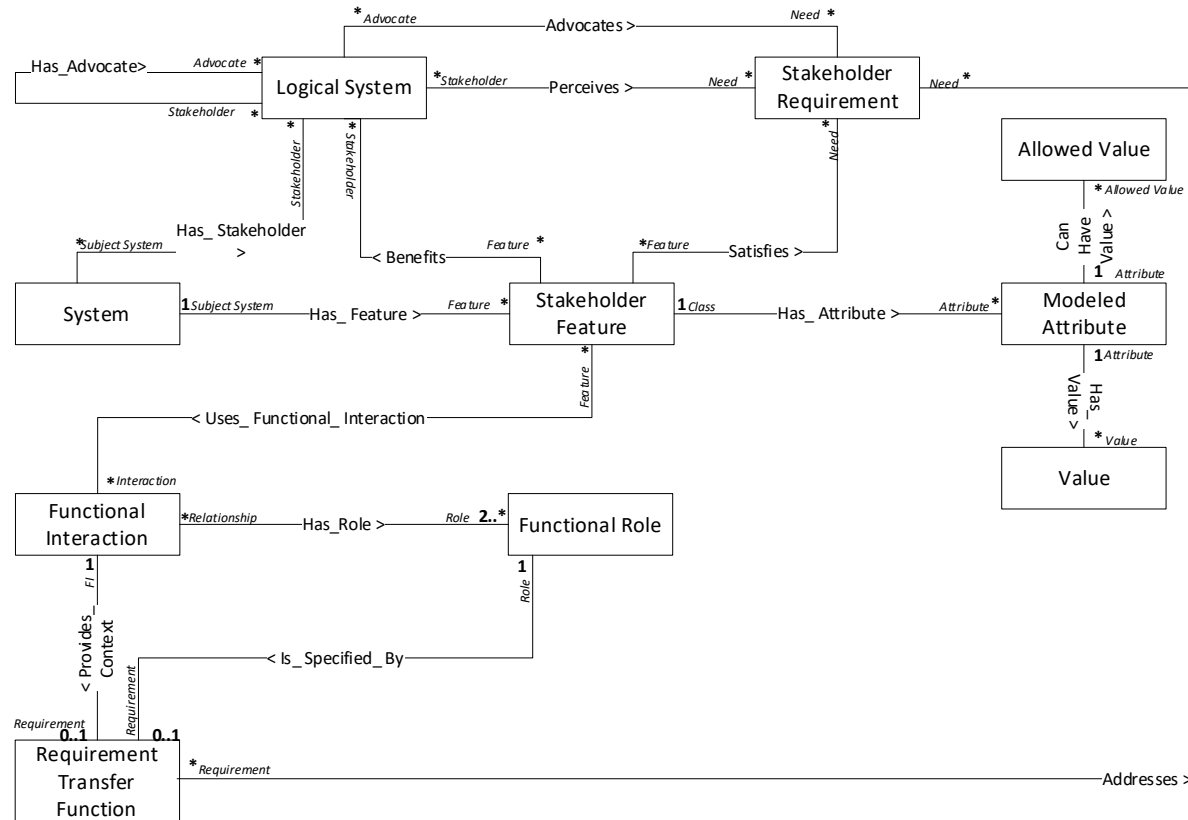 * Advocate
Advocates >
Need *
Has_Advocate>
Advocate *
Logical System
* Stakeholder
Perceives >
Need *
Stakeholder
Requirement
Need *
Stakeholder *
* Stakeholder
* Stakeholder
* Need
Allowed Value
* Allowed Value
Can
Have
Value >
1 Attribute
* Subject System
Has_ Stakeholder
>
< Benefits
Feature *
* Feature
Satisfies >
System
1 Subject System
Has_ Feature >
Feature *
Stakeholder
Feature
1 Class
Has_ Attribute >
Attribute *
Modeled
Attribute
* Feature
1 Attribute
Has_
Value >
* Value
Value
< Uses_ Functional_ Interaction
* Interaction
Functional
Interaction
* Relationship
Has_Role >
Role 2..*
Functional Role
1
FI
1
Role
< Provides_
Context
< Is_ Specified_ By
Requirement
0..1
Requirement
0..1
Requirement
Transfer
Function
* Requirement
Addresses >